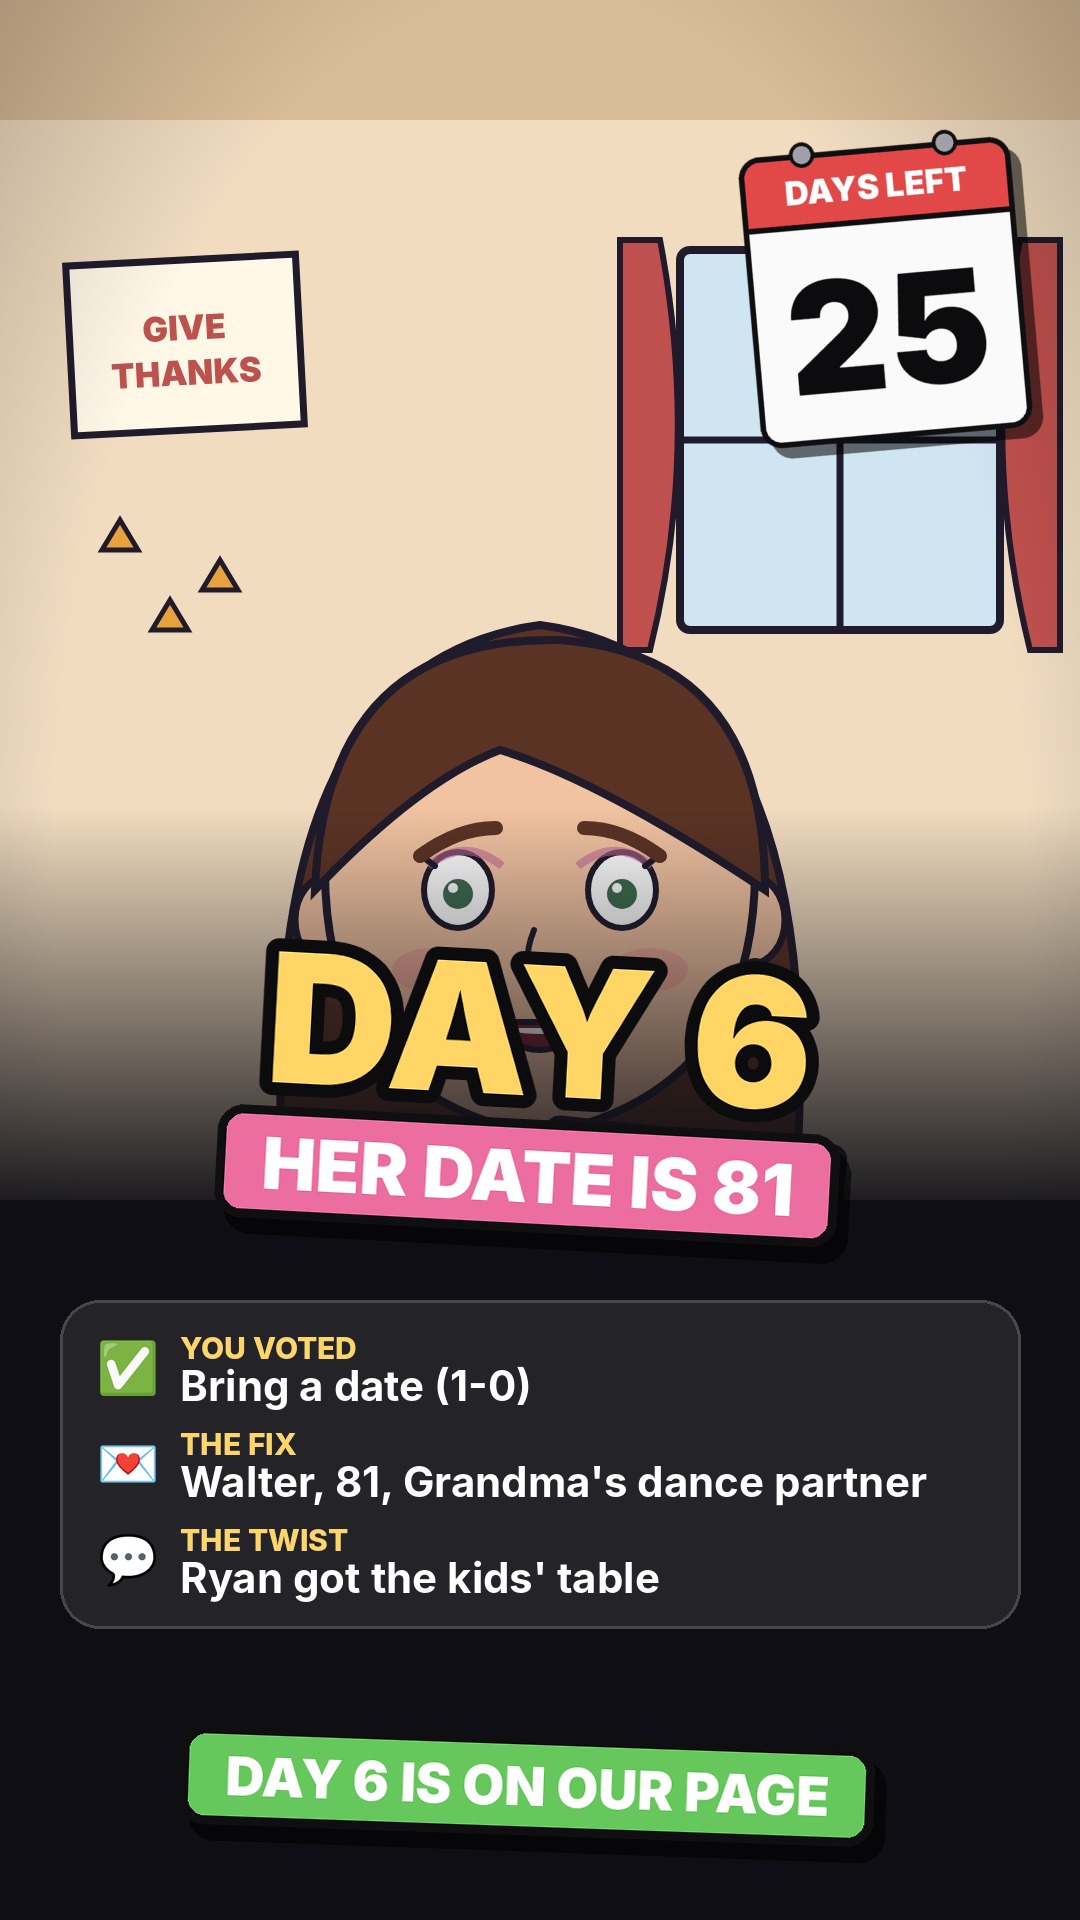 DAYS LEFT
25
GIVE
THANKS
DAY 6
HER DATE IS 81
YOU VOTED
Bring a date (1-0)
THE FIX
Walter, 81, Grandma's dance partner
THE TWIST
Ryan got the kids' table
DAY 6 IS ON OUR PAGE